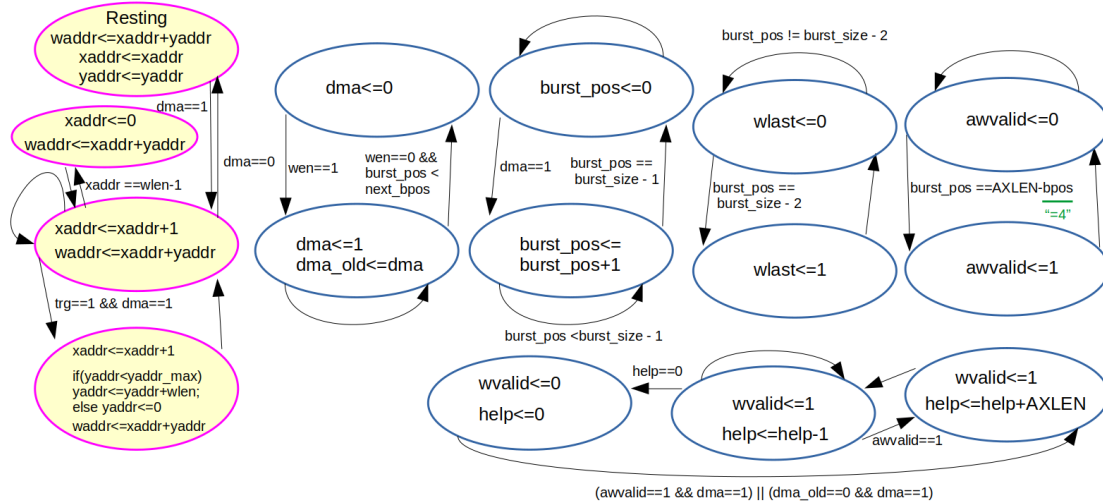 Resting
waddr<=xaddr+yaddr
xaddr<=xaddr
yaddr<=yaddr
dma==1
xaddr<=0
waddr<=xaddr+yaddr
dma==0
xaddr ==wlen-1
xaddr<=xaddr+1
waddr<=xaddr+yaddr
trg==1 && dma==1
xaddr<=xaddr+1
if(yaddr<yaddr_max)
yaddr<=yaddr+wlen;
else yaddr<=0
waddr<=xaddr+yaddr
dma<=0
wen==1
wen==0 &&
burst_pos <
next_bpos
dma<=1
dma_old<=dma
burst_pos<=0
dma==1
burst_pos ==
burst_size - 1
burst_pos<=
burst_pos+1
burst_pos <burst_size - 1
burst_pos != burst_size - 2
wlast<=0
burst_pos ==
burst_size - 2
wlast<=1
awvalid<=0
burst_pos ==AXLEN-bpos
“=4”
awvalid<=1
wvalid<=0
help<=0
help==0
wvalid<=1
help<=help-1
awvalid==1
wvalid<=1
help<=help+AXLEN
(awvalid==1 && dma==1) || (dma_old==0 && dma==1)